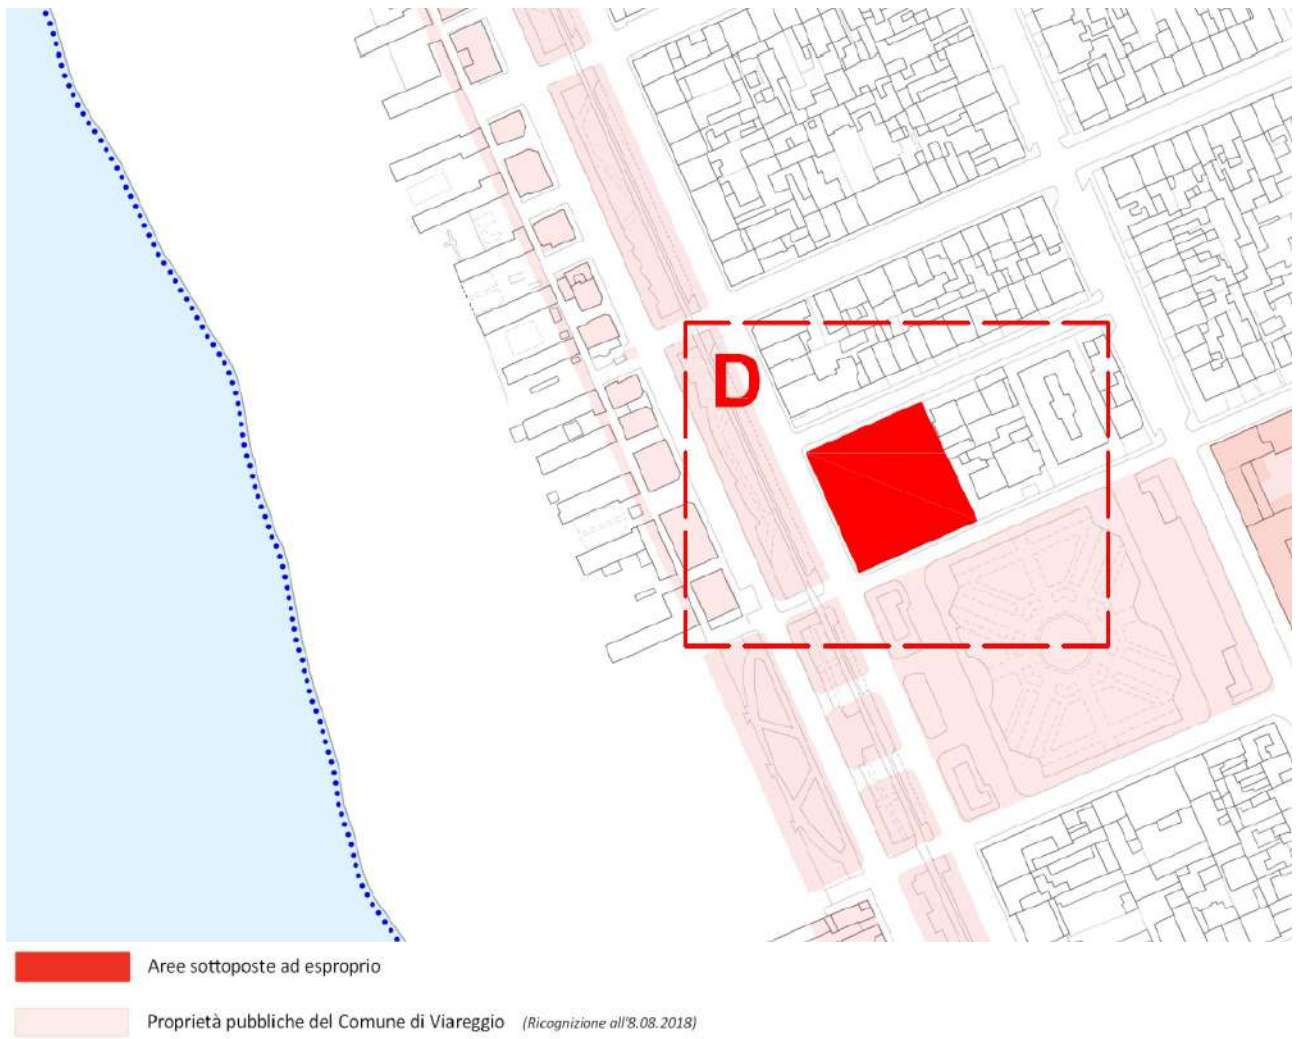 D
Aree sottoposte ad esproprio
Proprietà pubbliche del Comune di Viareggio (Ricognizione all'8.08.2018)